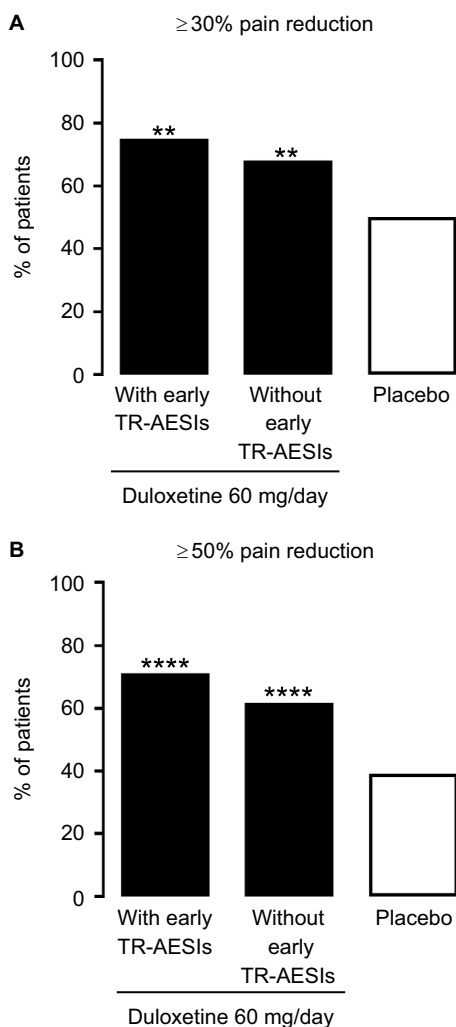 A
≥30% pain reduction
% of patients
100
80
60
40
20
0
**
**
With early
TR-AESIs
Without
early
TR-AESIs
Placebo
Duloxetine 60 mg/day
B
≥50% pain reduction
% of patients
100
80
60
40
20
0
****
****
With early
TR-AESIs
Without
early
TR-AESIs
Placebo
Duloxetine 60 mg/day